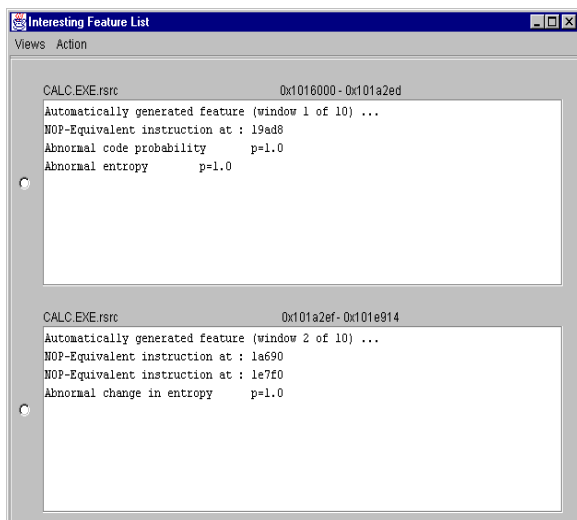 Interesting Feature List
Views Action
CALC.EXE.rsrc 0x1016000 - 0x101a2ed
Automatically generated feature (window 1 of 10) ...
NOP-Equivalent instruction at : 19ad8
Abnormal code probability p=1.0
Abnormal entropy p=1.0
CALC.EXE.rsrc 0x101a2ef - 0x101e914
Automatically generated feature (window 2 of 10) ...
NOP-Equivalent instruction at : 1a690
NOP-Equivalent instruction at : 1e7f0
Abnormal change in entropy p=1.0